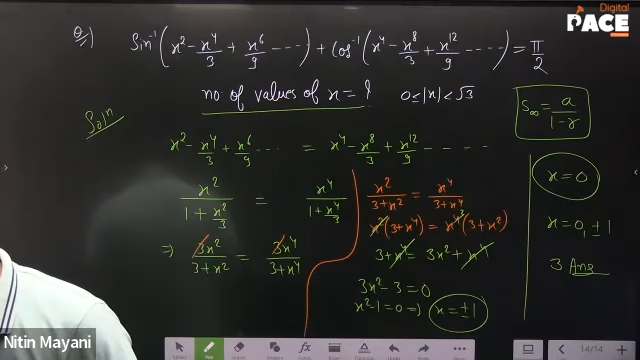 Digital
PACE
Q.)
Sin⁻¹(x² - x⁴/3 + x⁶/9 ----) + Cos⁻¹(x⁴ - x⁸/3 + x¹²/9 ----) = π/2
no of values of x = ? 0 ≤ |x| < √3
Solⁿ
x² - x⁴/3 + x⁶/9 --- = x⁴ - x⁸/3 + x¹²/9 - - - -
x²/(1 + x²/3) = x⁴/(1 + x⁴/3)
⇒ 3x²/(3+x²) = 3x⁴/(3+x⁴)
x²/(3+x²) = x⁴/(3+x⁴)
x²(3+x⁴) = x⁴²(3+x²)
3+x⁴ = 3x²+x⁴
3x²-3=0
x²-1=0 ⇒ x=±1
S∞ = a/(1-r)
x=0
x=0, ±1
3 Ans
Nitin Mayani
14/14